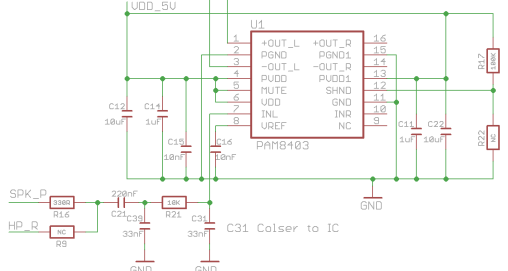 VDD_5V
U1
1 +OUT_L +OUT_R 16
2 PGND PGND1 15
3 -OUT_L -OUT_R 14
4 PVDD PVDD1 13
5 MUTE SHND 12
6 VDD GND 11
7 INL INR 10
8 VREF NC 9
PAM8403
R17
100K
R22
NC
C12
10uF
C14
1uF
C15
10nF
C16
10nF
C11
1uF
C22
10uF
GND
SPK_P
330R
R16
220nF
C21
10K
R21
HP_R
NC
R9
C39
33nF
C31
33nF
C31 Colser to IC
GND
GND